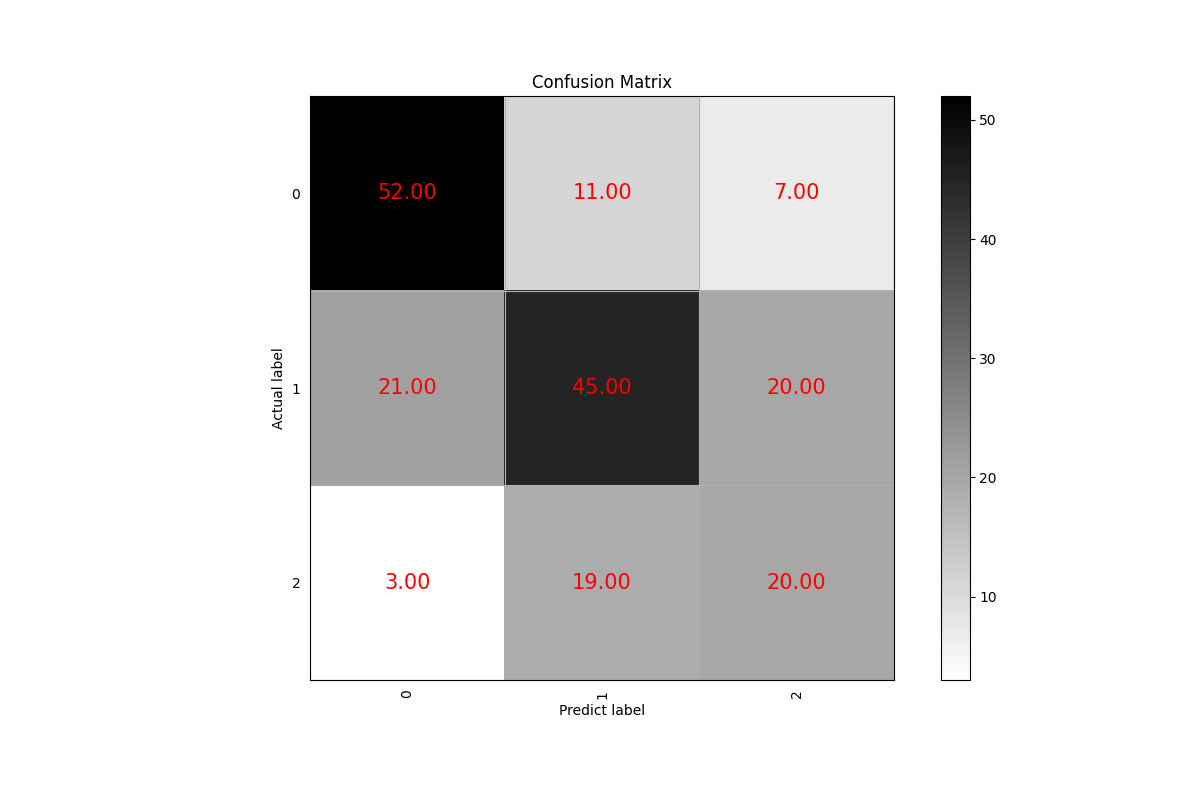 Confusion Matrix
0 52.00 11.00 7.00
1 21.00 45.00 20.00
2 3.00 19.00 20.00
0 1 2
Predict label
Actual label
50
40
30
20
10